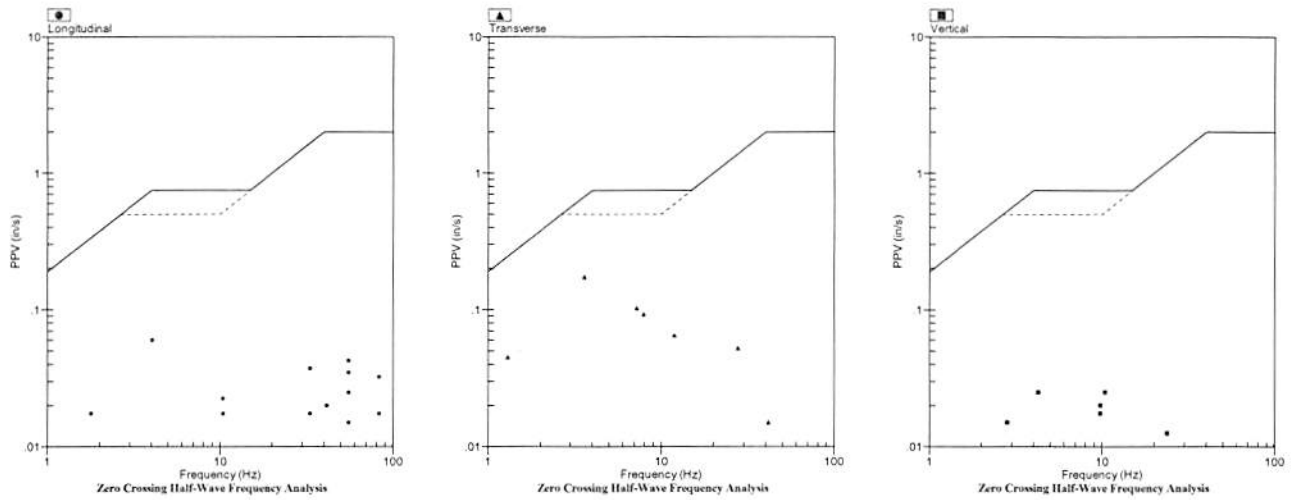 Longitudinal
10
1
.1
.01
PPV (in/s)
1
10
100
Frequency (Hz)
Zero Crossing Half-Wave Frequency Analysis
Transverse
10
1
.1
.01
PPV (in/s)
1
10
100
Frequency (Hz)
Zero Crossing Half-Wave Frequency Analysis
Vertical
10
1
.1
.01
PPV (in/s)
1
10
100
Frequency (Hz)
Zero Crossing Half-Wave Frequency Analysis